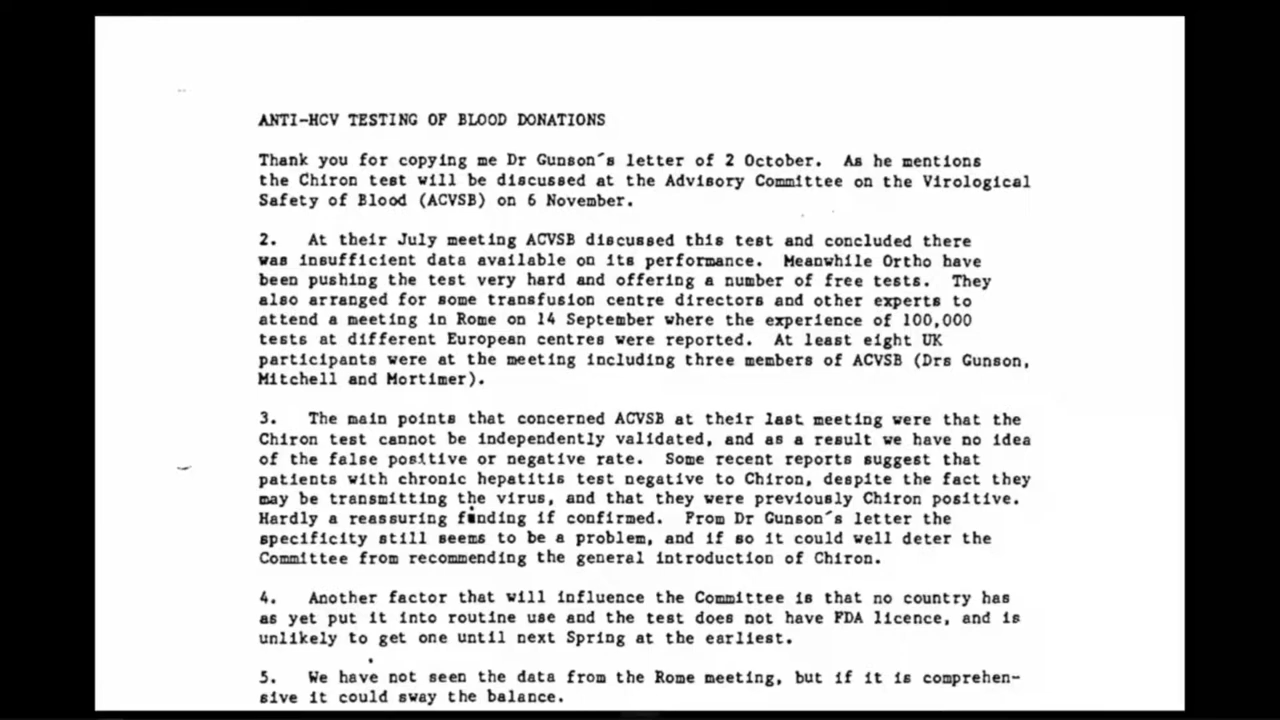 ANTI-HCV TESTING OF BLOOD DONATIONS
Thank you for copying me Dr Gunson's letter of 2 October. As he mentions
the Chiron test will be discussed at the Advisory Committee on the Virological
Safety of Blood (ACVSB) on 6 November.
2. At their July meeting ACVSB discussed this test and concluded there
was insufficient data available on its performance. Meanwhile Ortho have
been pushing the test very hard and offering a number of free tests. They
also arranged for some transfusion centre directors and other experts to
attend a meeting in Rome on 14 September where the experience of 100,000
tests at different European centres were reported. At least eight UK
participants were at the meeting including three members of ACVSB (Drs Gunson,
Mitchell and Mortimer).
3. The main points that concerned ACVSB at their last meeting were that the
Chiron test cannot be independently validated, and as a result we have no idea
of the false positive or negative rate. Some recent reports suggest that
patients with chronic hepatitis test negative to Chiron, despite the fact they
may be transmitting the virus, and that they were previously Chiron positive.
Hardly a reassuring finding if confirmed. From Dr Gunson's letter the
specificity still seems to be a problem, and if so it could well deter the
Committee from recommending the general introduction of Chiron.
4. Another factor that will influence the Committee is that no country has
as yet put it into routine use and the test does not have FDA licence, and is
unlikely to get one until next Spring at the earliest.
5. We have not seen the data from the Rome meeting, but if it is comprehen-
sive it could sway the balance.